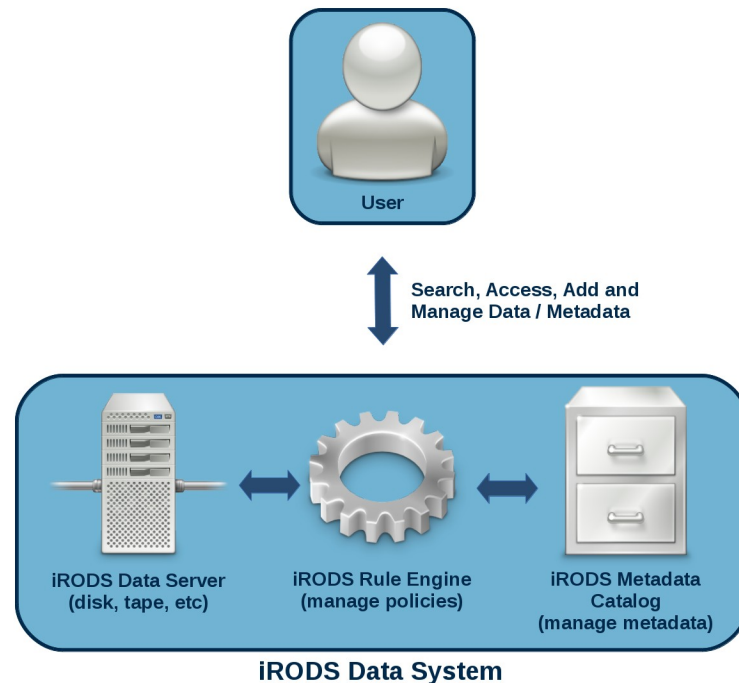 User
Search, Access, Add and
Manage Data / Metadata
iRODS Data Server
(disk, tape, etc)
iRODS Rule Engine
(manage policies)
iRODS Metadata
Catalog
(manage metadata)
iRODS Data System